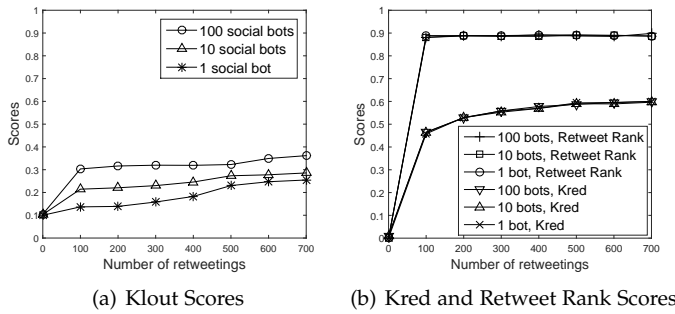 1
0.9
0.8
0.7
0.6
0.5
0.4
0.3
0.2
0.1
0
Scores
100 social bots
10 social bots
1 social bot
0 100 200 300 400 500 600 700
Number of retweetings
(a) Klout Scores
1
0.9
0.8
0.7
0.6
0.5
0.4
0.3
0.2
0.1
0
Scores
100 bots, Retweet Rank
10 bots, Retweet Rank
1 bot, Retweet Rank
100 bots, Kred
10 bots, Kred
1 bot, Kred
0 100 200 300 400 500 600 700
Number of retweetings
(b) Kred and Retweet Rank Scores